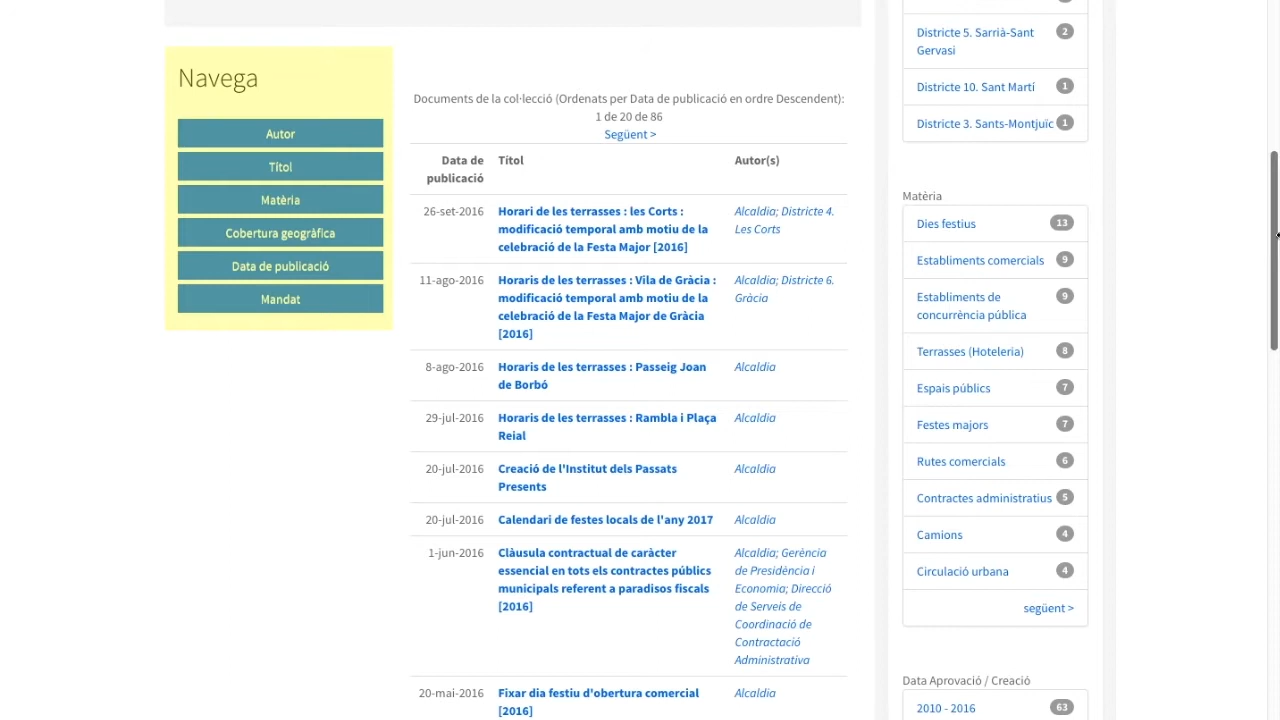 Navega
Autor
Títol
Matèria
Cobertura geogràfica
Data de publicació
Mandat
Documents de la col·lecció (Ordenats per Data de publicació en ordre Descendent):
1 de 20 de 86
Següent >
Data de publicació Títol Autor(s)
26-set-2016
Horari de les terrasses : les Corts :
modificació temporal amb motiu de la
celebració de la Festa Major [2016]
Alcaldia; Districte 4.
Les Corts
11-ago-2016
Horaris de les terrasses : Vila de Gràcia :
modificació temporal amb motiu de la
celebració de la Festa Major de Gràcia
[2016]
Alcaldia; Districte 6.
Gràcia
8-ago-2016
Horaris de les terrasses : Passeig Joan
de Borbó
Alcaldia
29-jul-2016
Horaris de les terrasses : Rambla i Plaça
Reial
Alcaldia
20-jul-2016
Creació de l'Institut dels Passats
Presents
Alcaldia
20-jul-2016
Calendari de festes locals de l'any 2017
Alcaldia
1-jun-2016
Clàusula contractual de caràcter
essencial en tots els contractes públics
municipals referent a paradisos fiscals
[2016]
Alcaldia; Gerència
de Presidència i
Economia; Direcció
de Serveis de
Coordinació de
Contractació
Administrativa
20-mai-2016
Fixar dia festiu d'obertura comercial
[2016]
Alcaldia
Districte 5. Sarrià-Sant 2
Gervasi
Districte 10. Sant Martí 1
Districte 3. Sants-Montjuïc 1
Matèria
Dies festius 13
Establiments comercials 9
Establiments de 9
concurrència pública
Terrasses (Hoteleria) 8
Espais públics 7
Festes majors 7
Rutes comercials 6
Contractes administratius 5
Camions 4
Circulació urbana 4
següent >
Data Aprovació / Creació
2010 - 2016 63